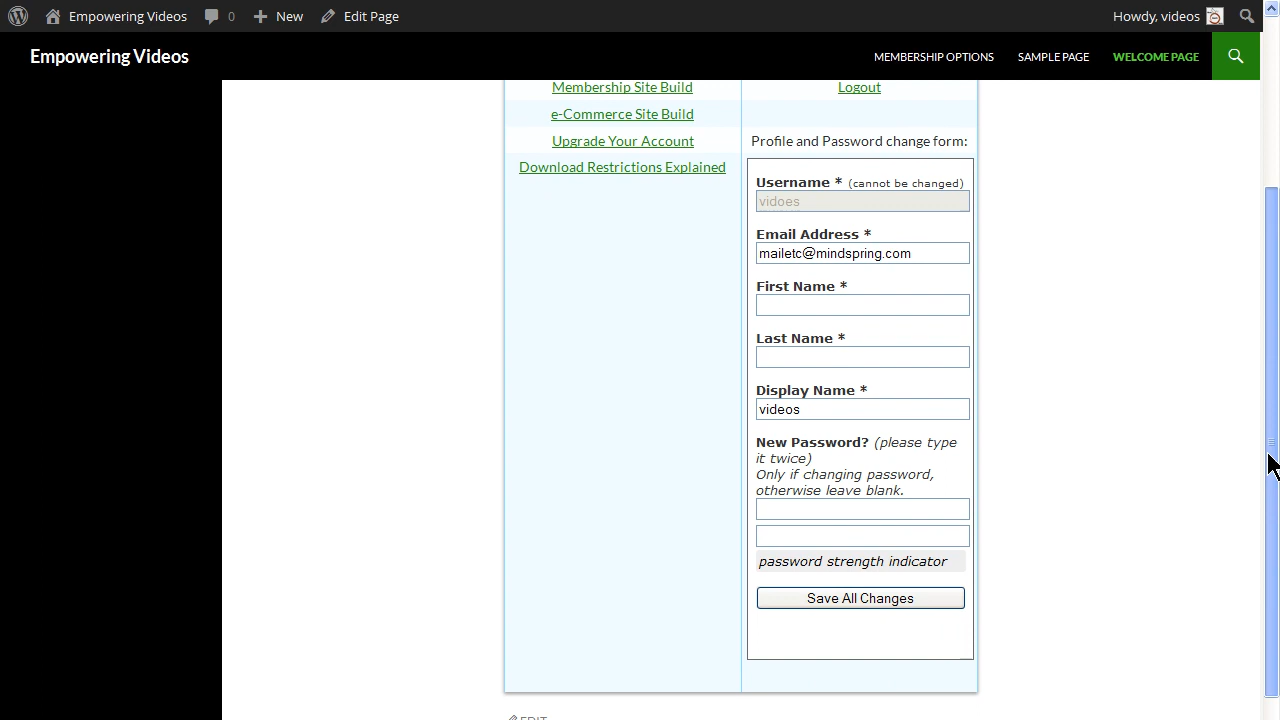 Empowering Videos 0 New Edit Page Howdy, videos
Empowering Videos MEMBERSHIP OPTIONS SAMPLE PAGE WELCOME PAGE
Membership Site Build Logout
e-Commerce Site Build
Upgrade Your Account Profile and Password change form:
Download Restrictions Explained
Username * (cannot be changed)
vidoes
Email Address *
mailetc@mindspring.com
First Name *
Last Name *
Display Name *
videos
New Password? (please type
it twice)
Only if changing password,
otherwise leave blank.
password strength indicator
Save All Changes
EDIT